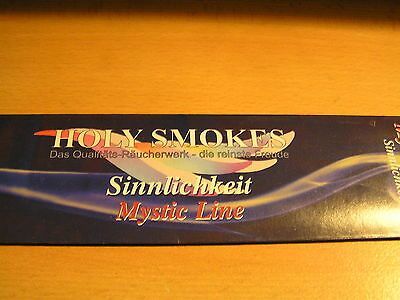 HOLY SMOKES
Das Qualitäts-Räucherwerk - die reinste Freude
Sinnlichkeit
Mystic Line